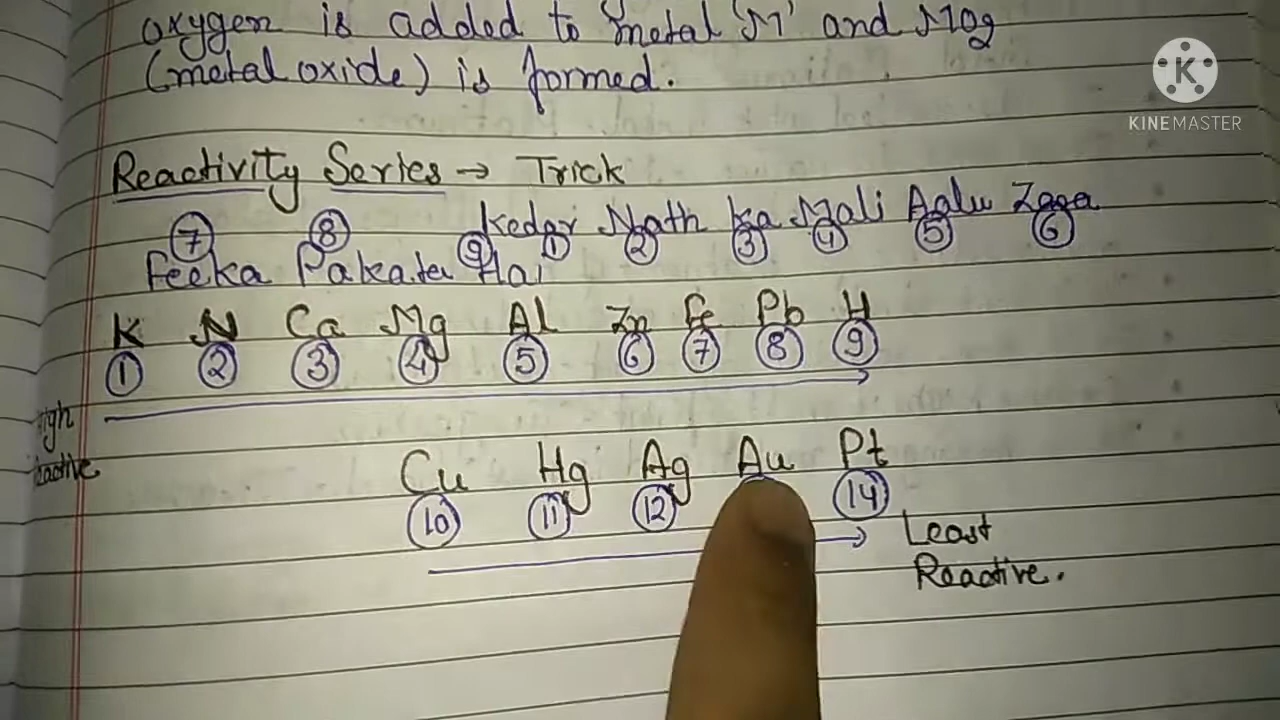 oxygen is added to metal 'M' and MO2
(metal oxide) is formed.
K
KINEMASTER
Reactivity Series → Trick
Kedar Nath Ka Mali Aalu Zara
1 2 3 4 5 6
Feeka Pakata Hai
7 8 9
K N Ca Mg Al Zn Fe Pb H
1 2 3 4 5 6 7 8 9
Cu Hg Ag Au Pt
10 11 12 14
Least
Reactive.